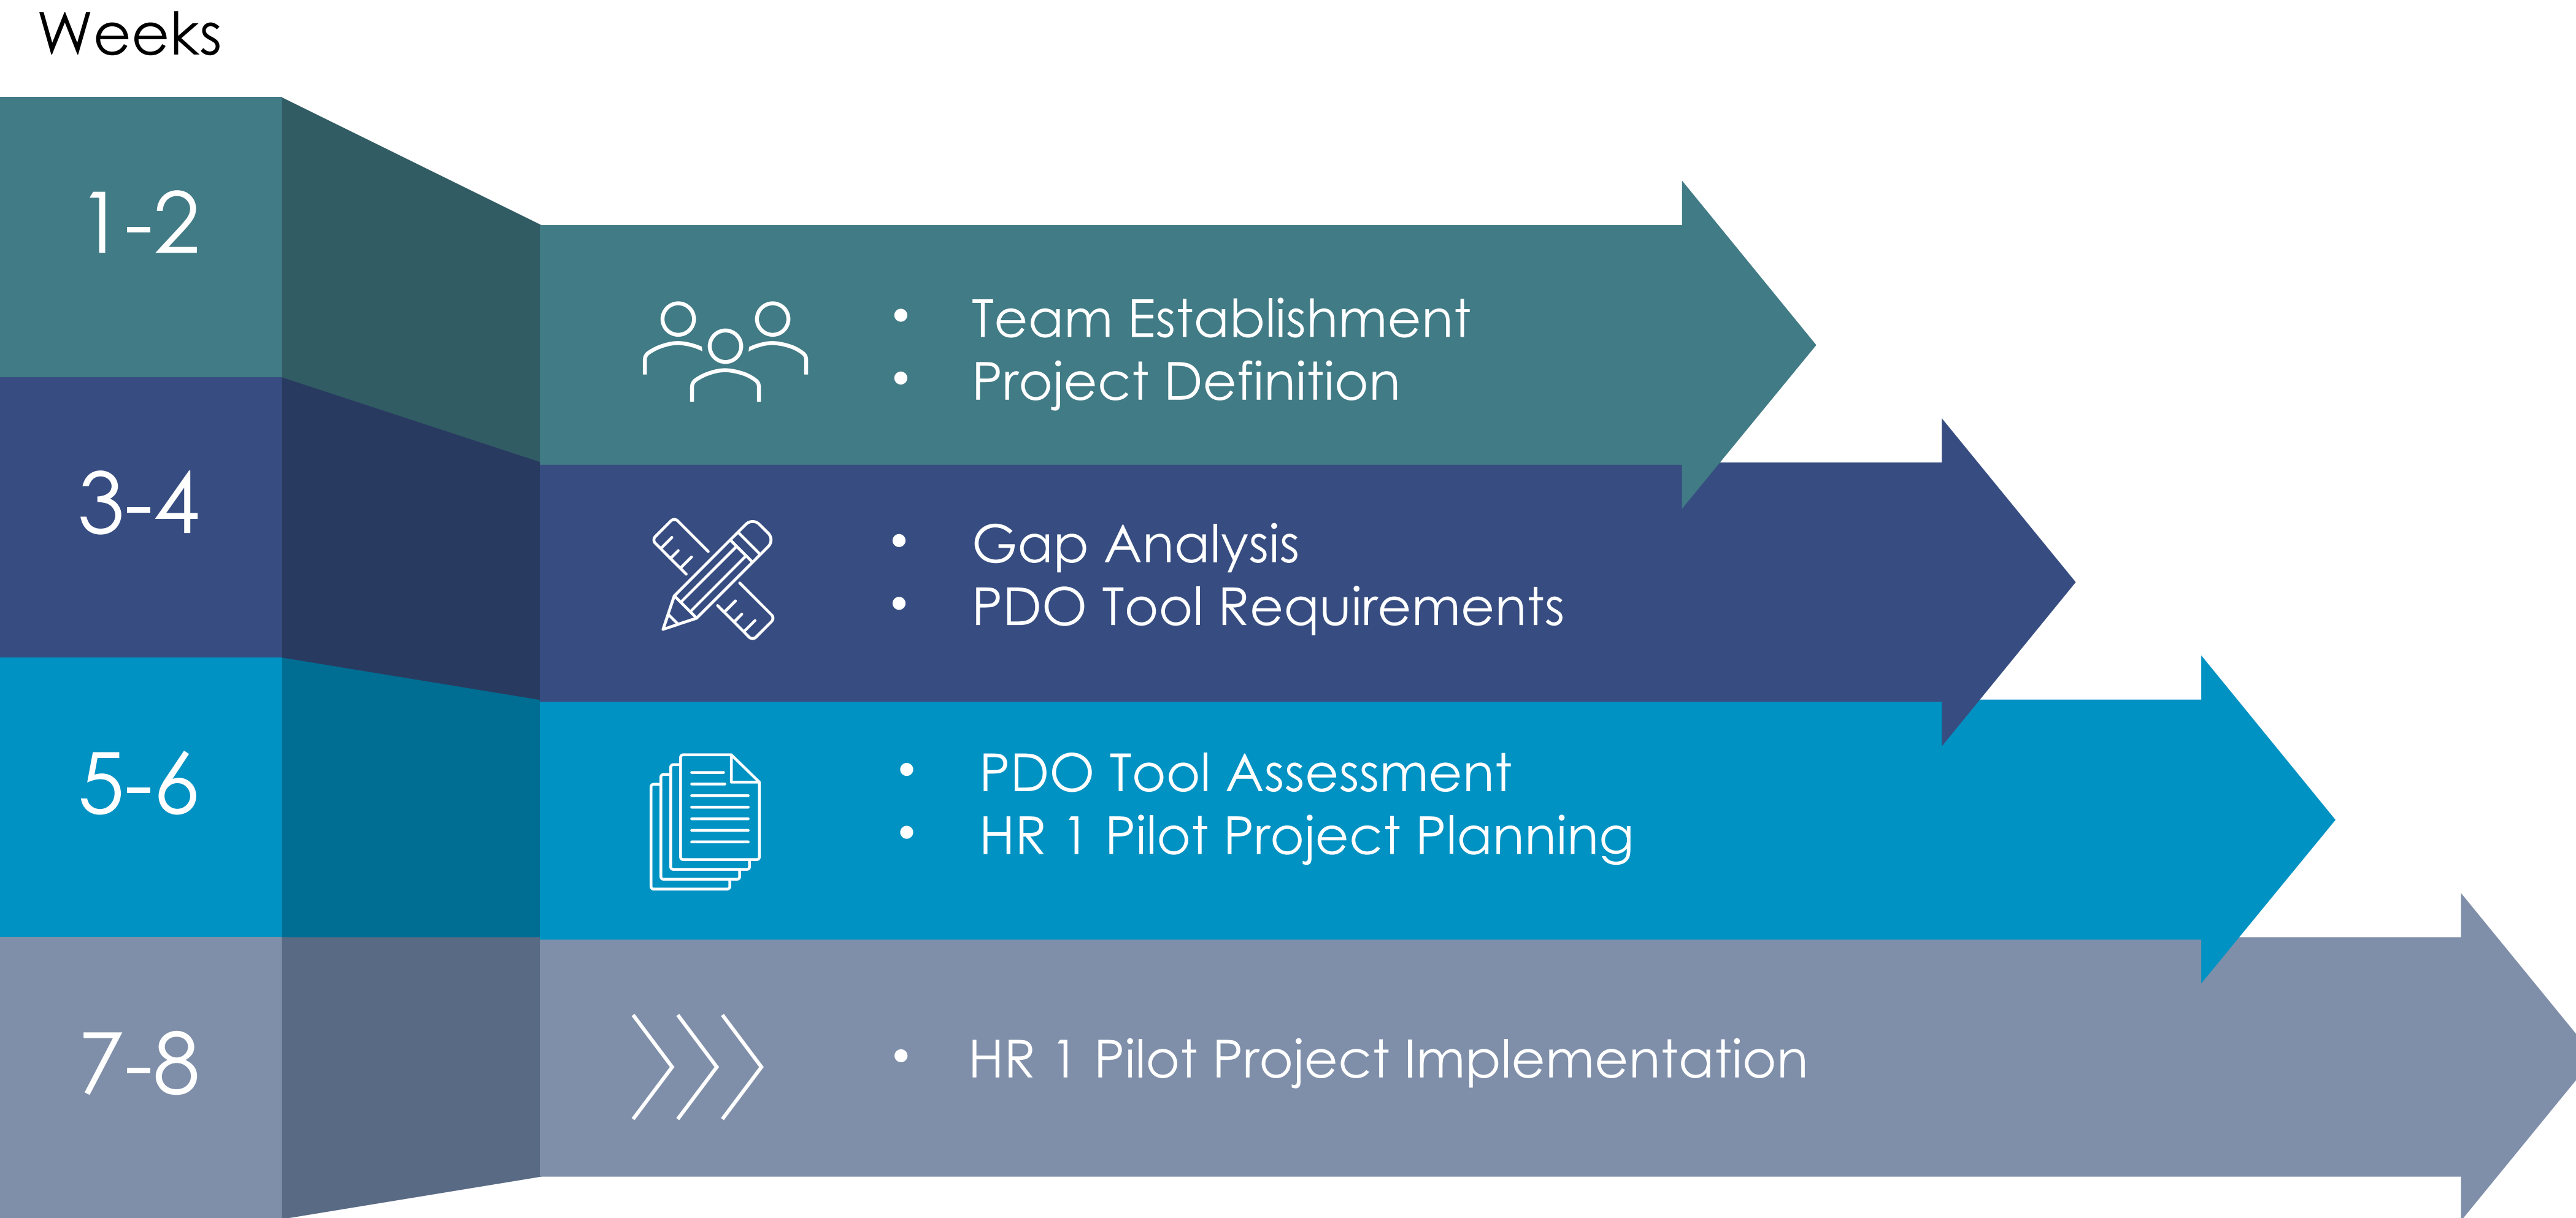 Weeks
1-2
• Team Establishment
• Project Definition
3-4
• Gap Analysis
• PDO Tool Requirements
5-6
• PDO Tool Assessment
• HR 1 Pilot Project Planning
7-8
• HR 1 Pilot Project Implementation